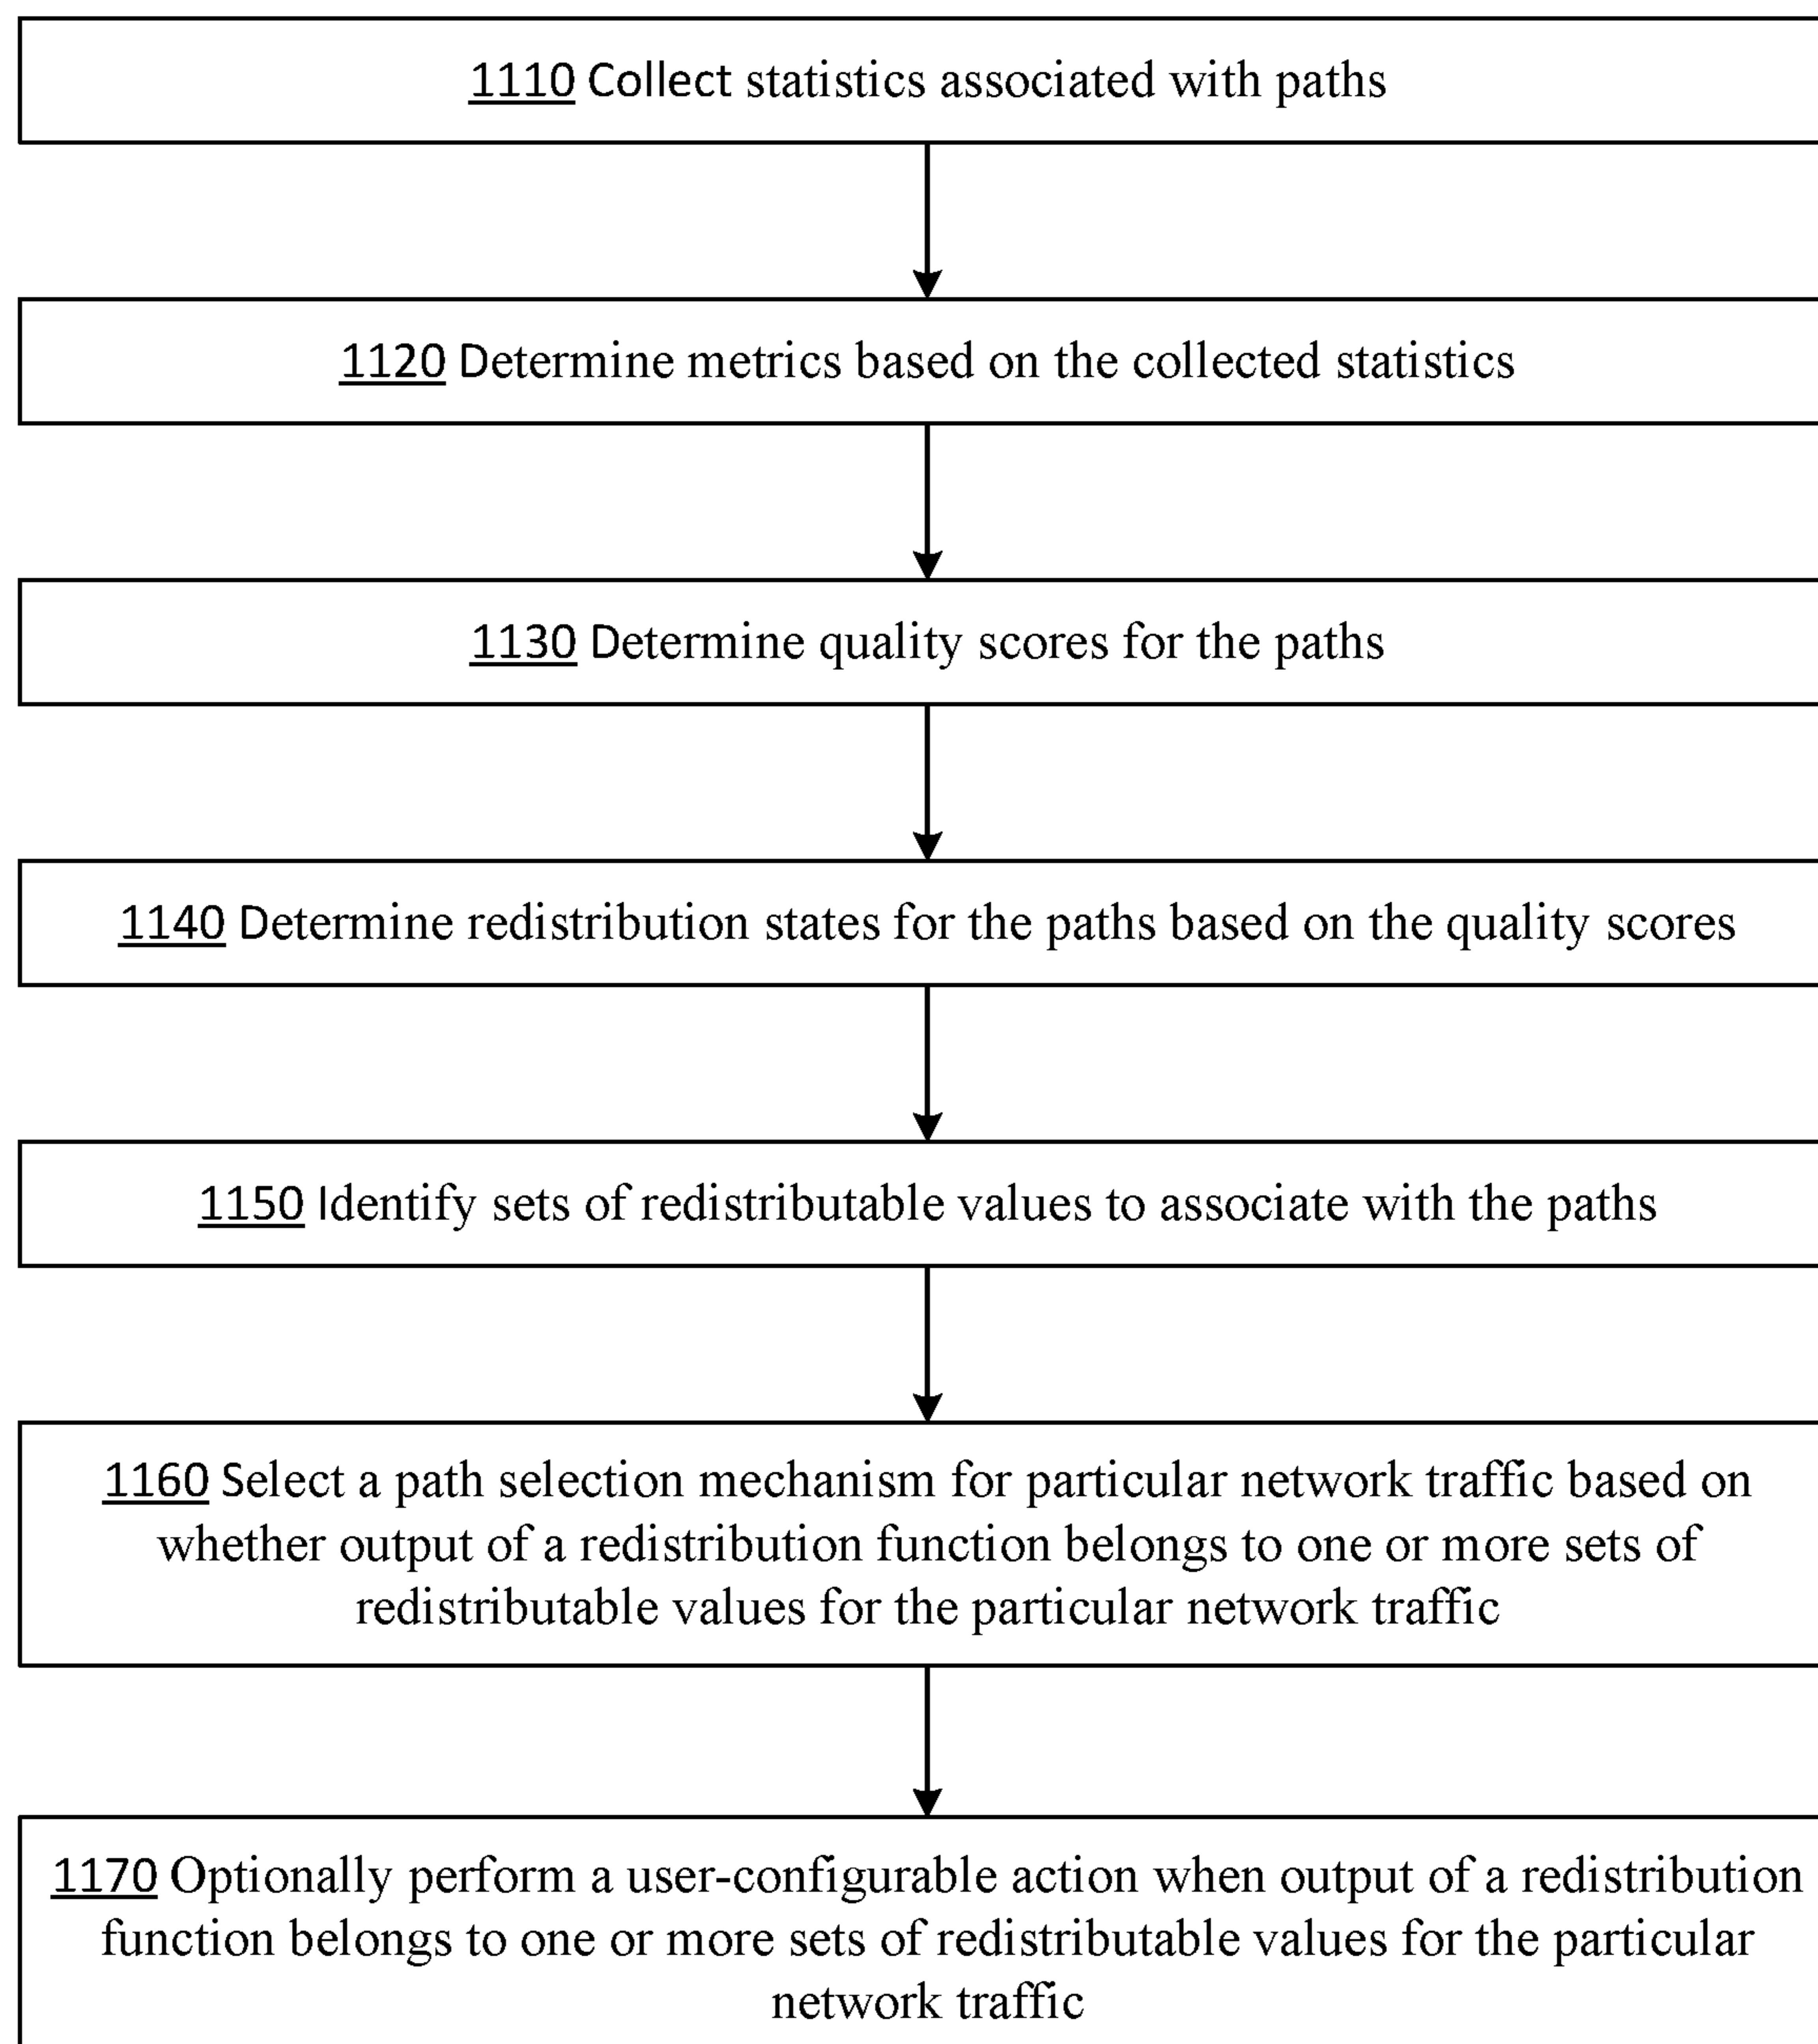 1110 Collect statistics associated with paths
1120 Determine metrics based on the collected statistics
1130 Determine quality scores for the paths
1140 Determine redistribution states for the paths based on the quality scores
1150 Identify sets of redistributable values to associate with the paths
1160 Select a path selection mechanism for particular network traffic based on
whether output of a redistribution function belongs to one or more sets of
redistributable values for the particular network traffic
1170 Optionally perform a user-configurable action when output of a redistribution
function belongs to one or more sets of redistributable values for the particular
network traffic